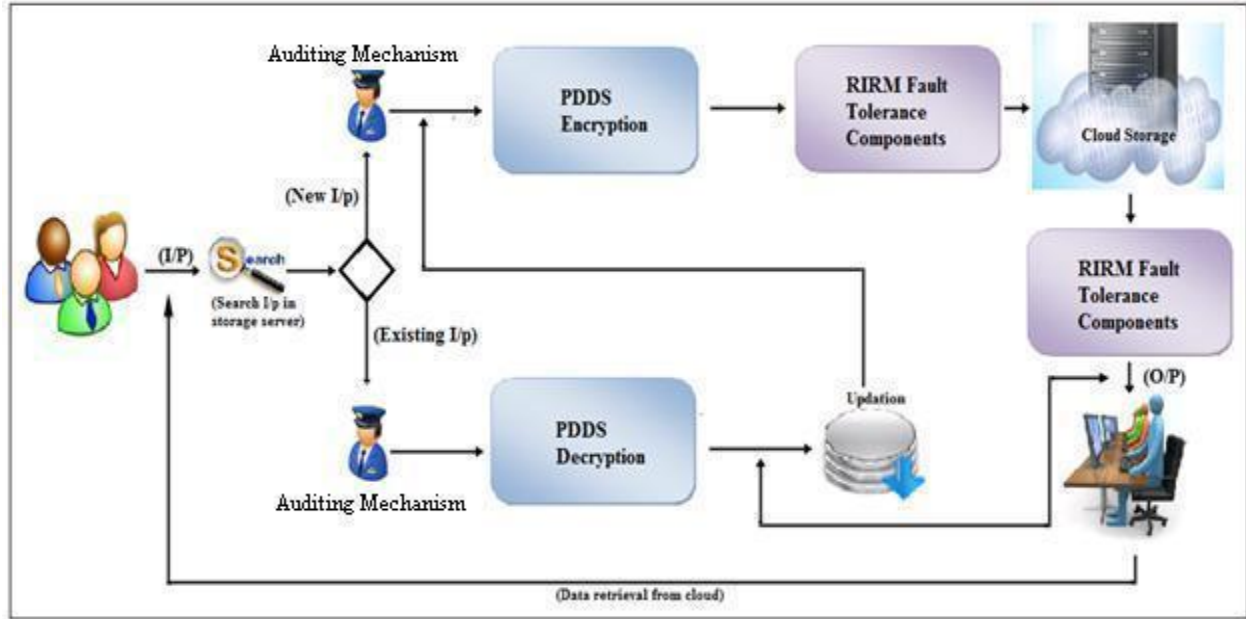 Auditing Mechanism
PDDS
Encryption
RIRM Fault
Tolerance
Components
Cloud Storage
(New I/p)
(I/P)
Search
(Search I/p in
storage server)
(Existing I/p)
RIRM Fault
Tolerance
Components
(O/P)
Auditing Mechanism
PDDS
Decryption
Updation
(Data retrieval from cloud)